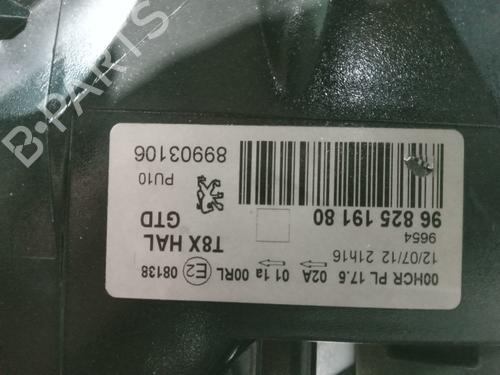 00HCR PL 17.5 02A 01 1a 00RL E2 08138
12/07/12 21h16
9654
96 825 191 80
T8X HAL
GTD
PU10
89903106
B-PARTS